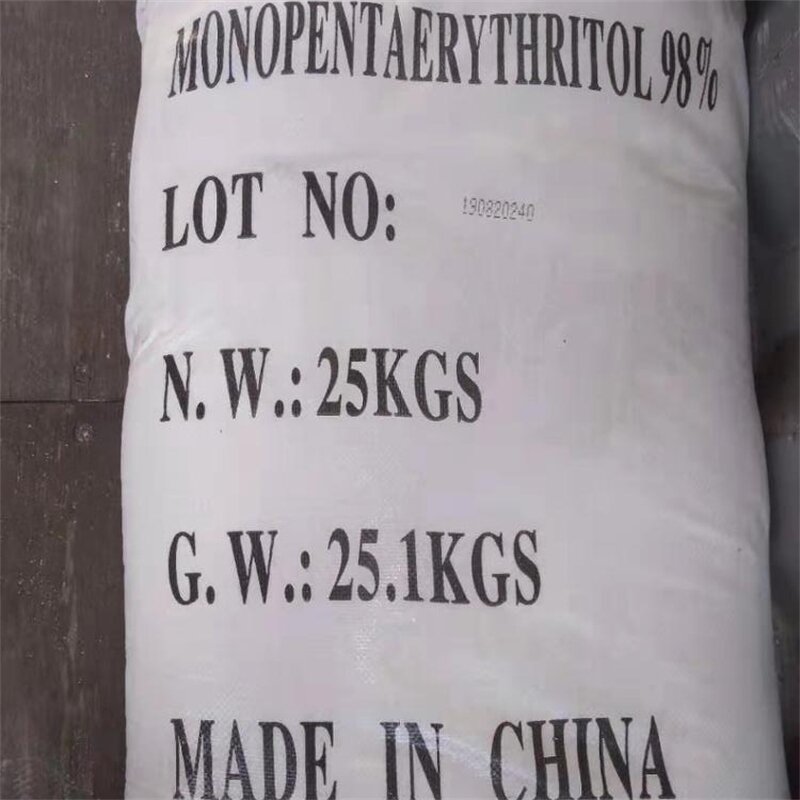 MONOPENTAERYTHRITOL 98%
LOT NO: 190820240
N. W.: 25KGS
G. W.: 25.1KGS
MADE IN CHINA